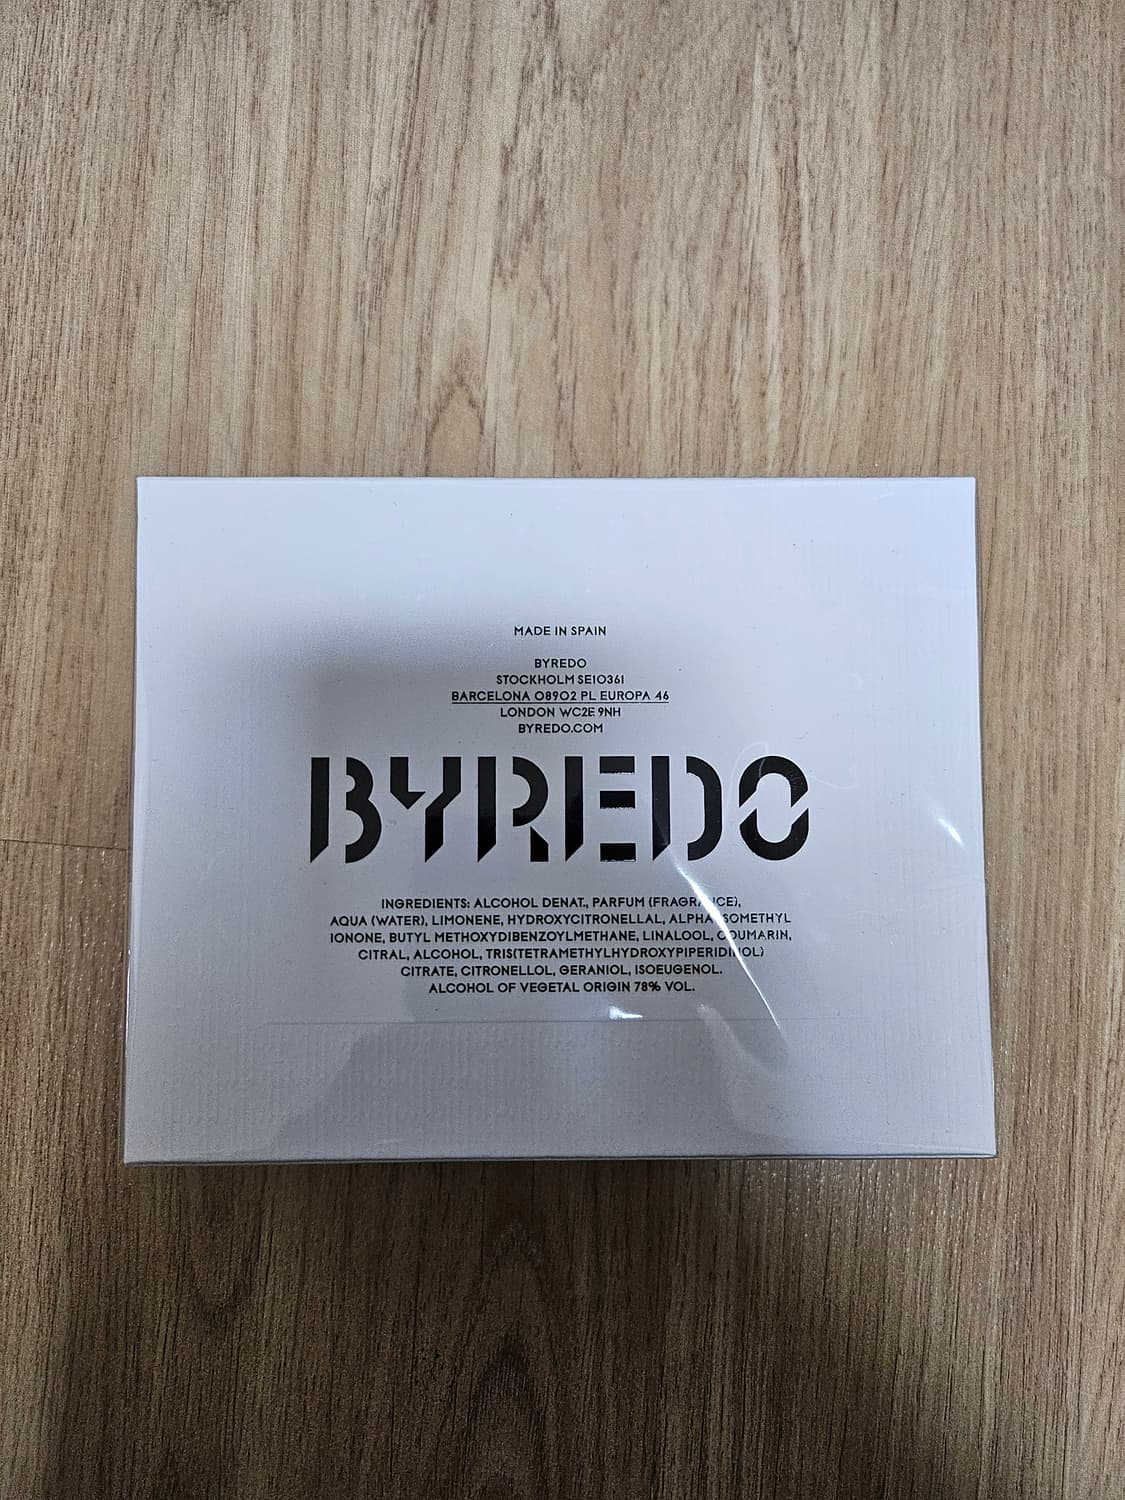 MADE IN SPAIN
BYREDO
STOCKHOLM SE10361
BARCELONA 08902 PL EUROPA 46
LONDON WC2E 9NH
BYREDO.COM
BYREDO
INGREDIENTS: ALCOHOL DENAT., PARFUM (FRAGRANCE),
AQUA (WATER), LIMONENE, HYDROXYCITRONELLAL, ALPHA-ISOMETHYL
IONONE, BUTYL METHOXYDIBENZOYLMETHANE, LINALOOL, COUMARIN,
CITRAL, ALCOHOL, TRIS(TETRAMETHYLHYDROXYPIPERIDINOL)
CITRATE, CITRONELLOL, GERANIOL, ISOEUGENOL.
ALCOHOL OF VEGETAL ORIGIN 78% VOL.